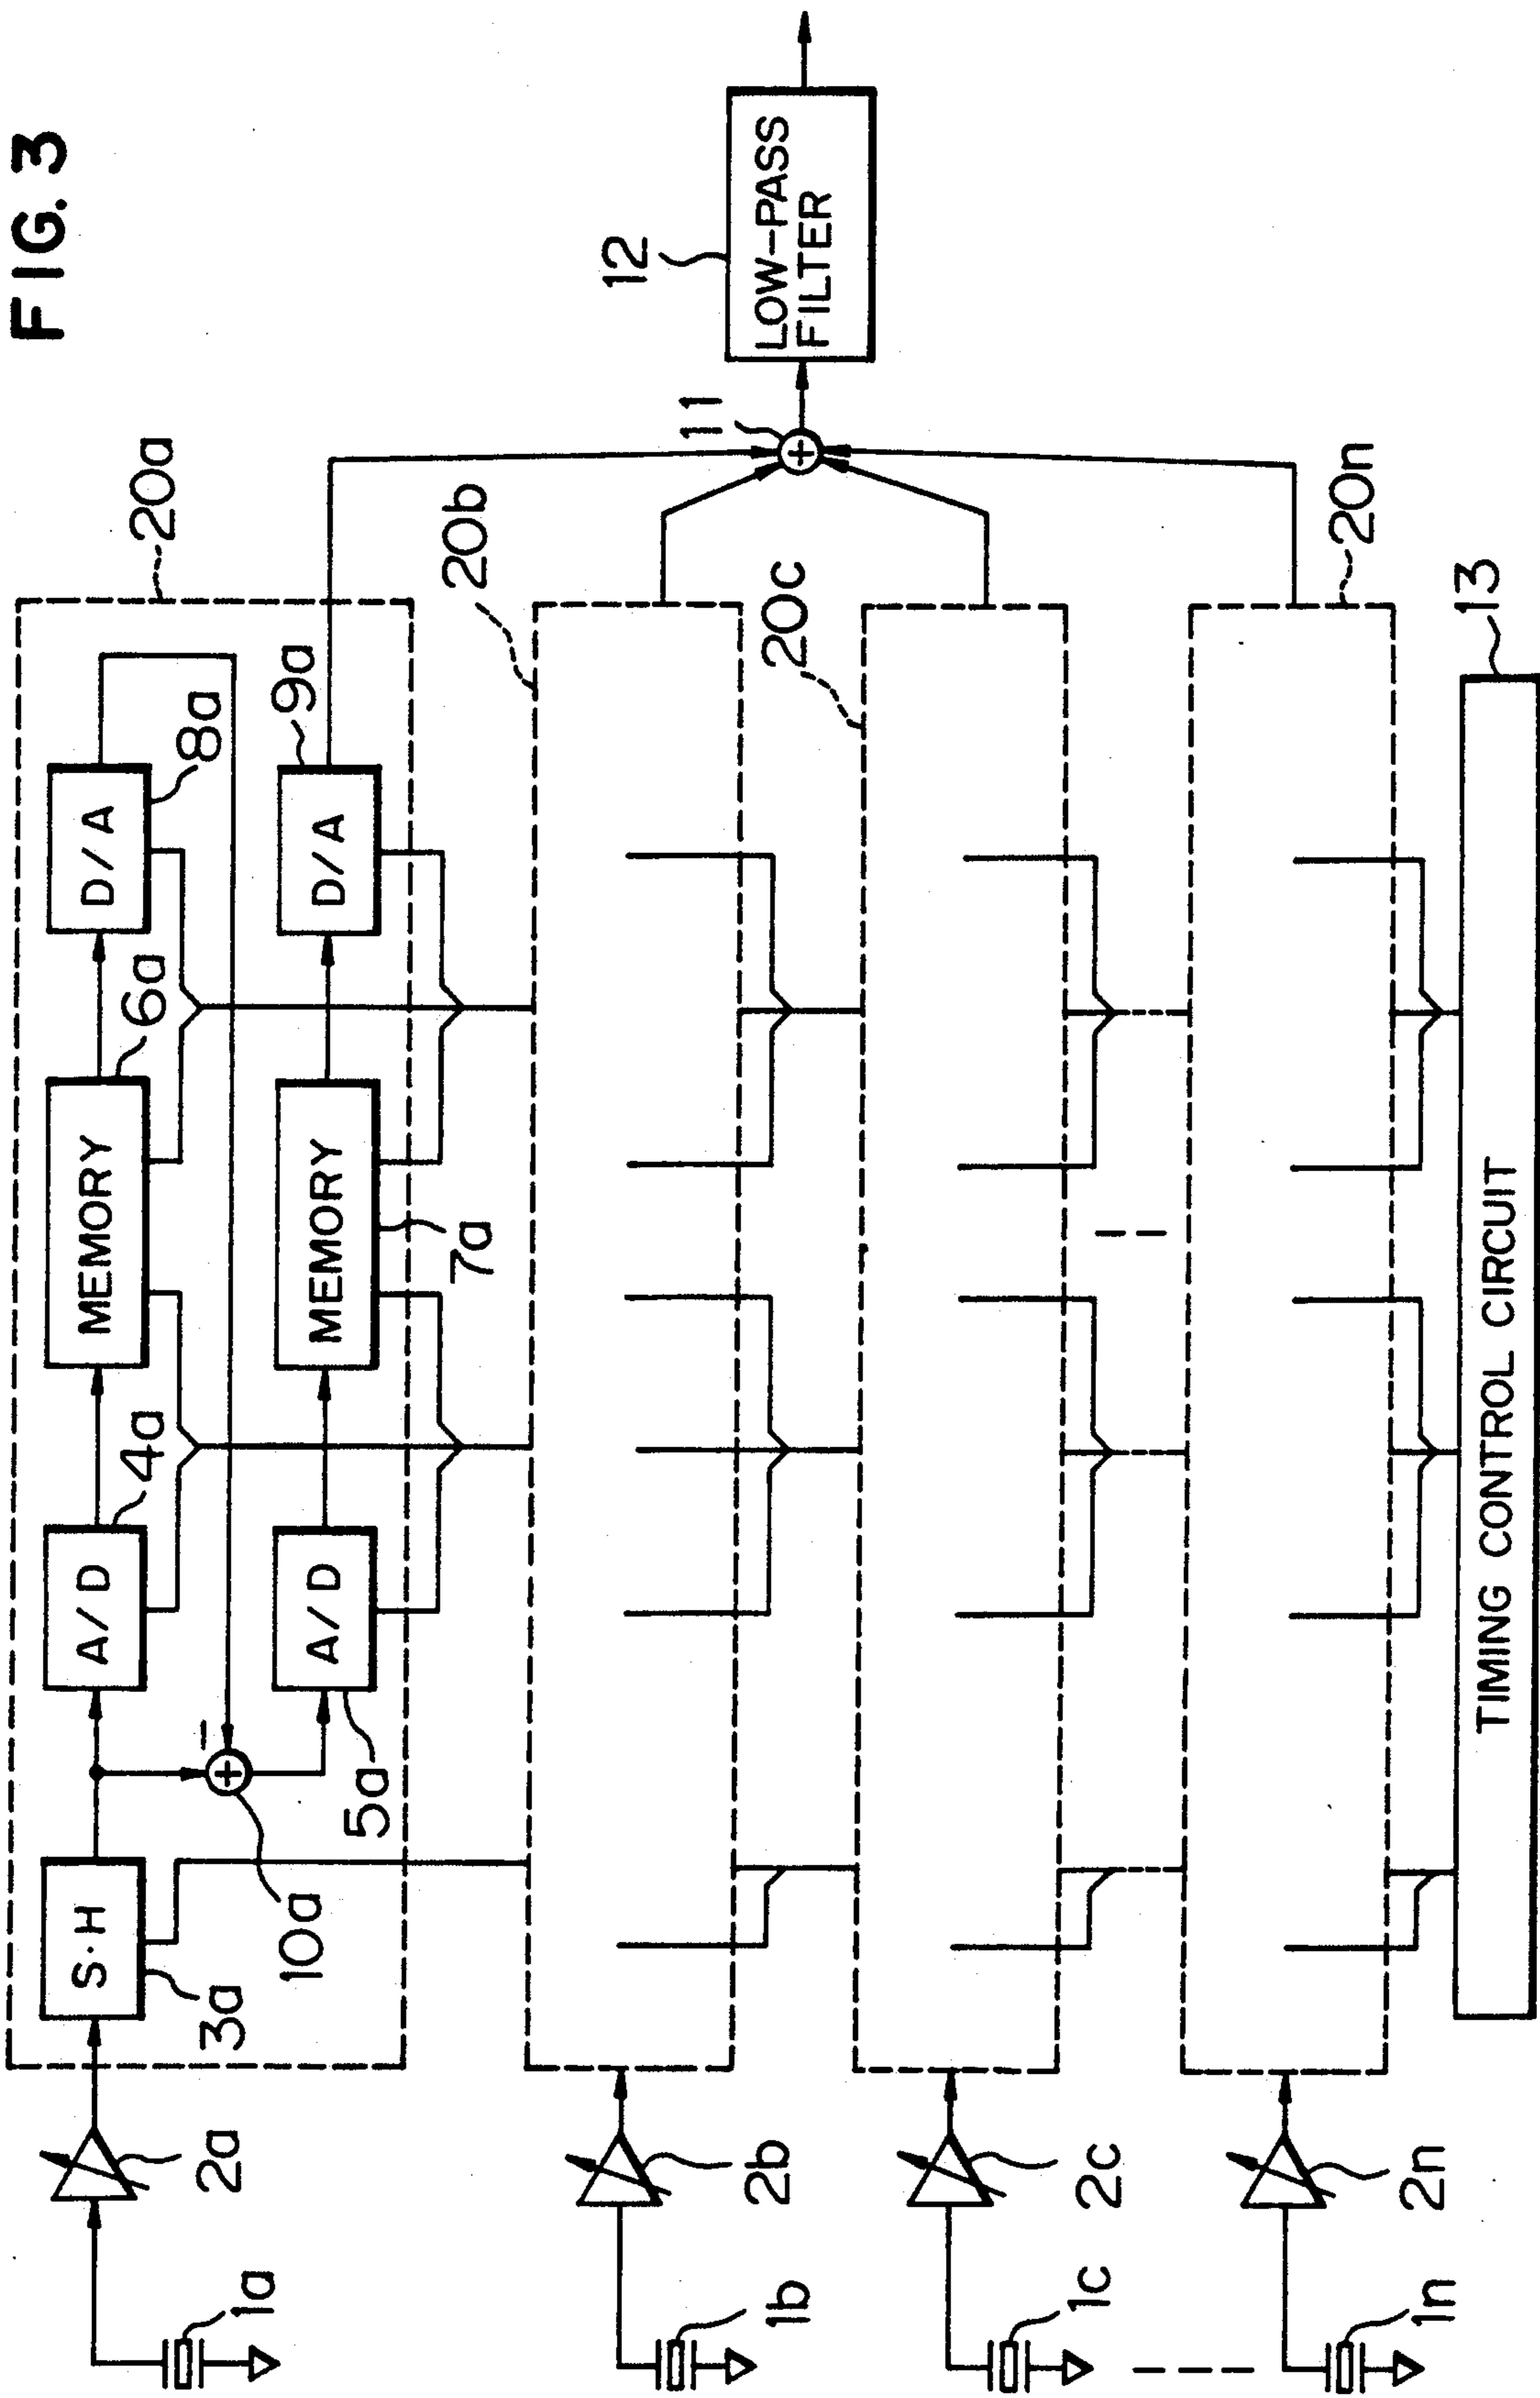 FIG. 3
20a
S·H
3a
A/D
4a
MEMORY
6a
D/A
8a
10a
−
+
A/D
5a
MEMORY
7a
D/A
9a
1a
2a
20b
1b
2b
11
+
12
LOW-PASS
FILTER
20c
1c
2c
20n
1n
2n
13
TIMING CONTROL CIRCUIT